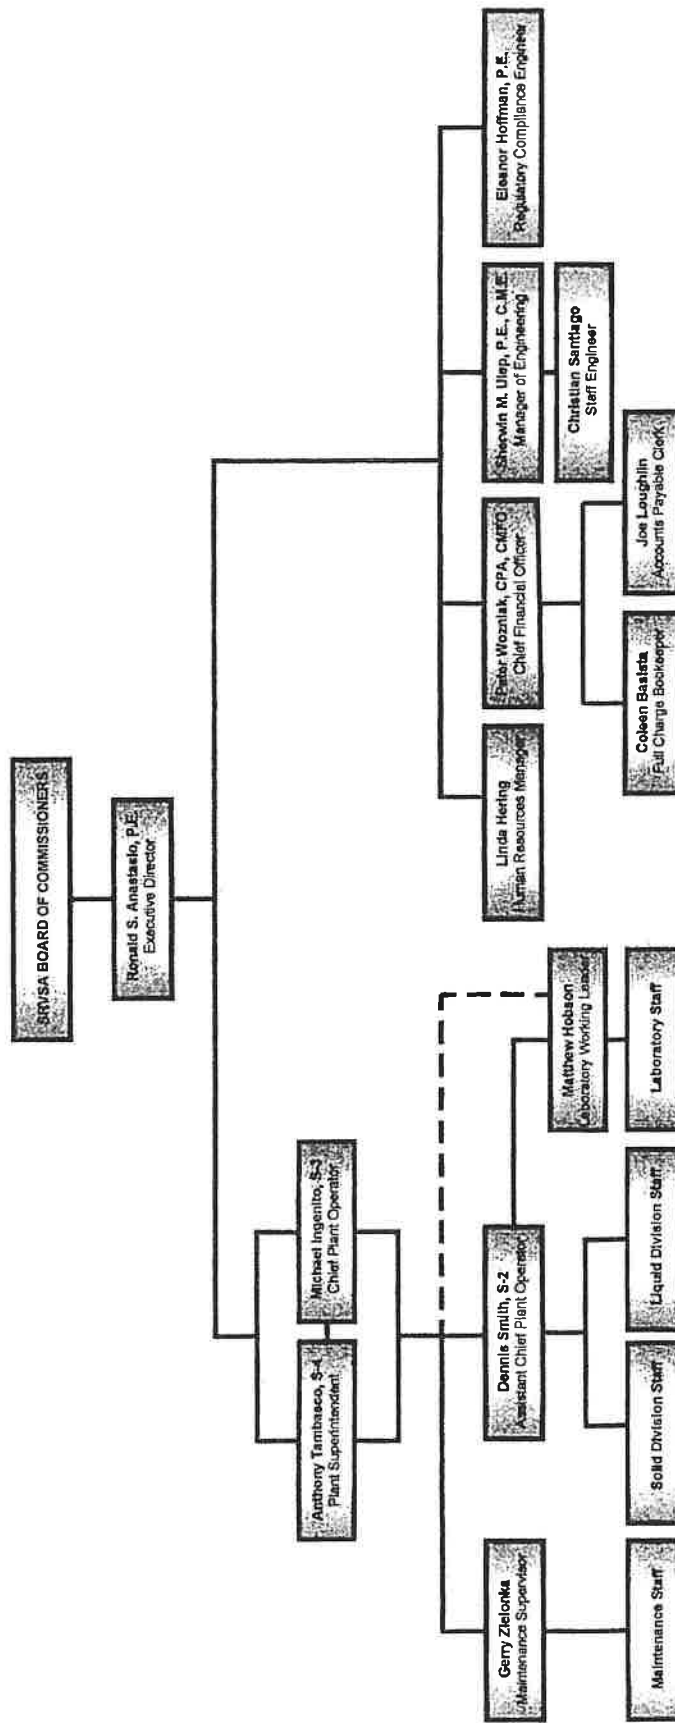 SRVSA BOARD OF COMMISSIONERS
Ronald S. Anastasio, P.E.
Executive Director
Anthony Tambasco, S-4
Plant Superintendent
Michael Ingenito, S-3
Chief Plant Operator
Gerry Zielonka
Maintenance Supervisor
Dennis Smith, S-2
Assistant Chief Plant Operator
Linda Hering
Human Resources Manager
Peter Wozniak, CPA, CMFO
Chief Financial Officer
Sherwin M. Ulep, P.E., C.M.E.
Manager of Engineering
Eleanor Hoffman, P.E.
Regulatory Compliance Engineer
Matthew Hobson
Laboratory Working Leader
Christian Santiago
Staff Engineer
Maintenance Staff
Solid Division Staff
Liquid Division Staff
Laboratory Staff
Coleen Basista
Full Charge Bookeeper
Joe Loughlin
Accounts Payable Clerk